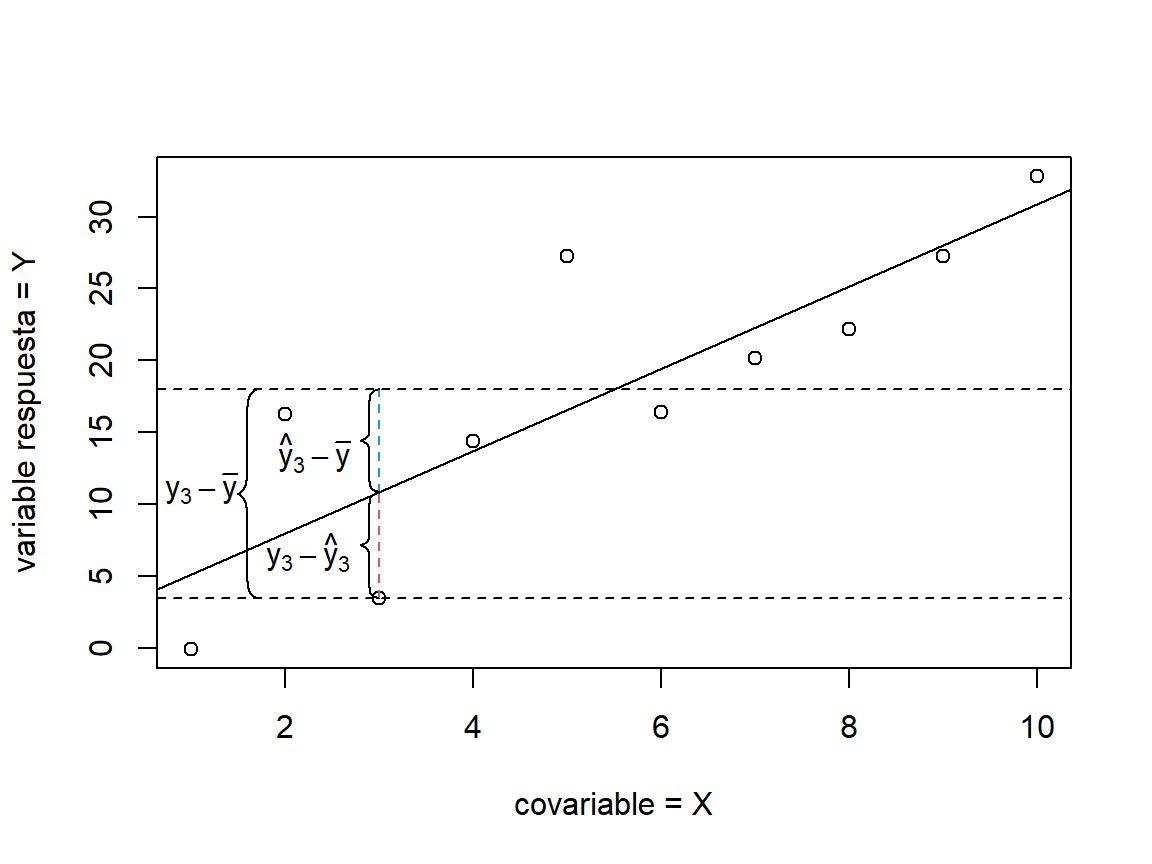 variable respuesta = Y
30
25
20
15
10
5
0
ŷ₃ − ȳ
y₃ − ȳ
y₃ − ŷ₃
2
4
6
8
10
covariable = X